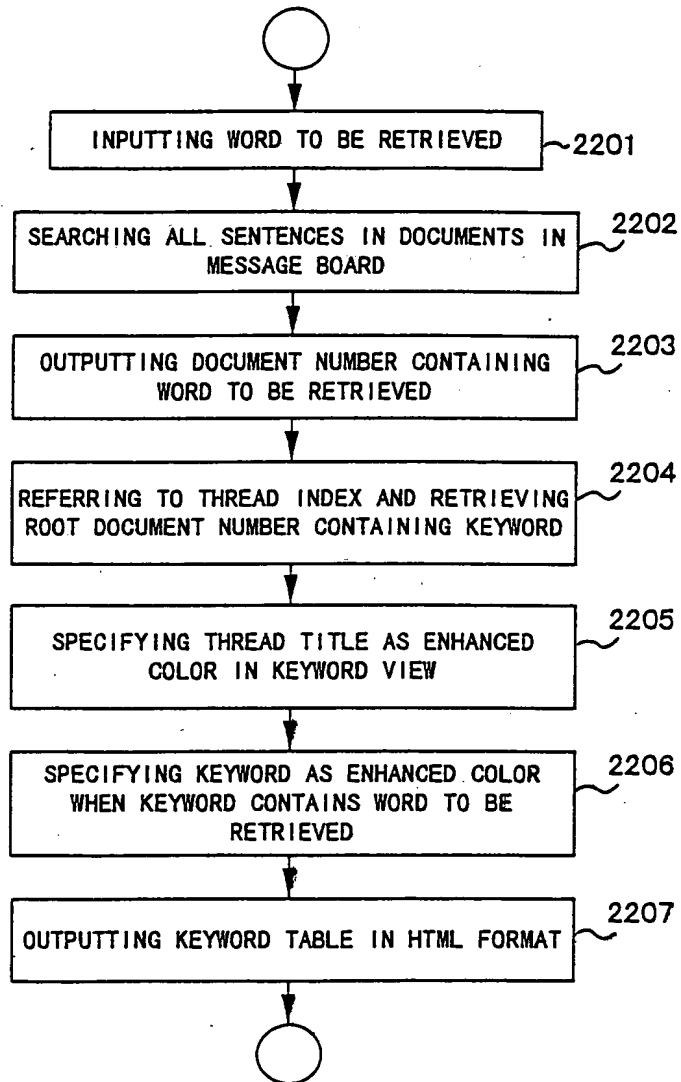 INPUTTING WORD TO BE RETRIEVED
2201
SEARCHING ALL SENTENCES IN DOCUMENTS IN
MESSAGE BOARD
2202
OUTPUTTING DOCUMENT NUMBER CONTAINING
WORD TO BE RETRIEVED
2203
REFERRING TO THREAD INDEX AND RETRIEVING
ROOT DOCUMENT NUMBER CONTAINING KEYWORD
2204
SPECIFYING THREAD TITLE AS ENHANCED
COLOR IN KEYWORD VIEW
2205
SPECIFYING KEYWORD AS ENHANCED COLOR
WHEN KEYWORD CONTAINS WORD TO BE
RETRIEVED
2206
OUTPUTTING KEYWORD TABLE IN HTML FORMAT
2207